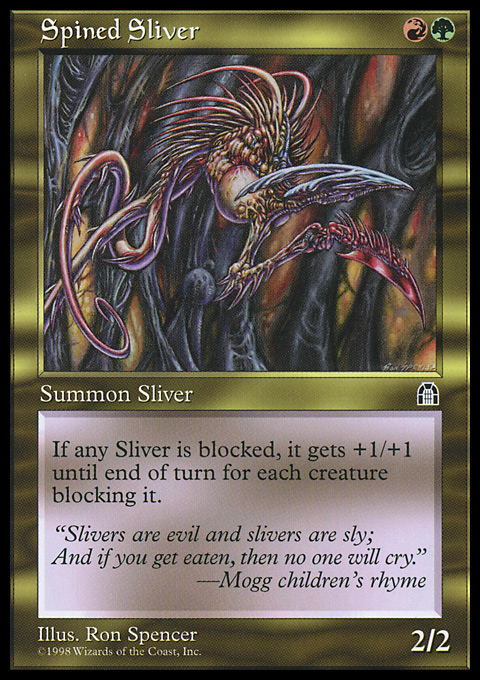 Spined Sliver
Summon Sliver
If any Sliver is blocked, it gets +1/+1
until end of turn for each creature
blocking it.
“Slivers are evil and slivers are sly;
And if you get eaten, then no one will cry.”
—Mogg children’s rhyme
Illus. Ron Spencer
©1998 Wizards of the Coast, Inc.
2/2